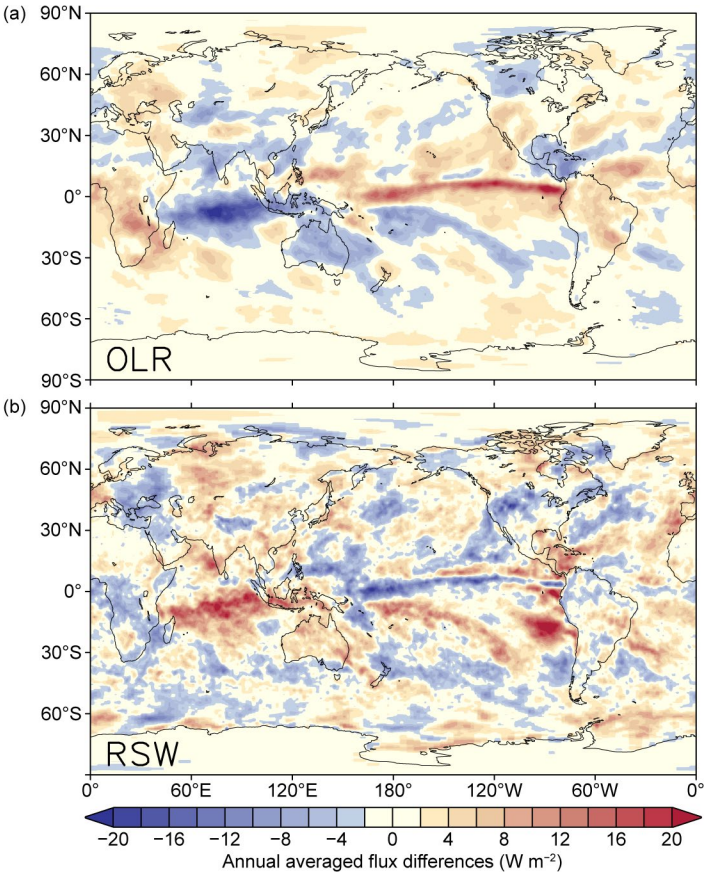 (a)
90°N
60°N
30°N
0°
30°S
60°S
90°S
OLR
(b)
90°N
60°N
30°N
0°
30°S
60°S
RSW
0° 60°E 120°E 180° 120°W 60°W 0°
−20 −16 −12 −8 −4 0 4 8 12 16 20
Annual averaged flux differences (W m−2)